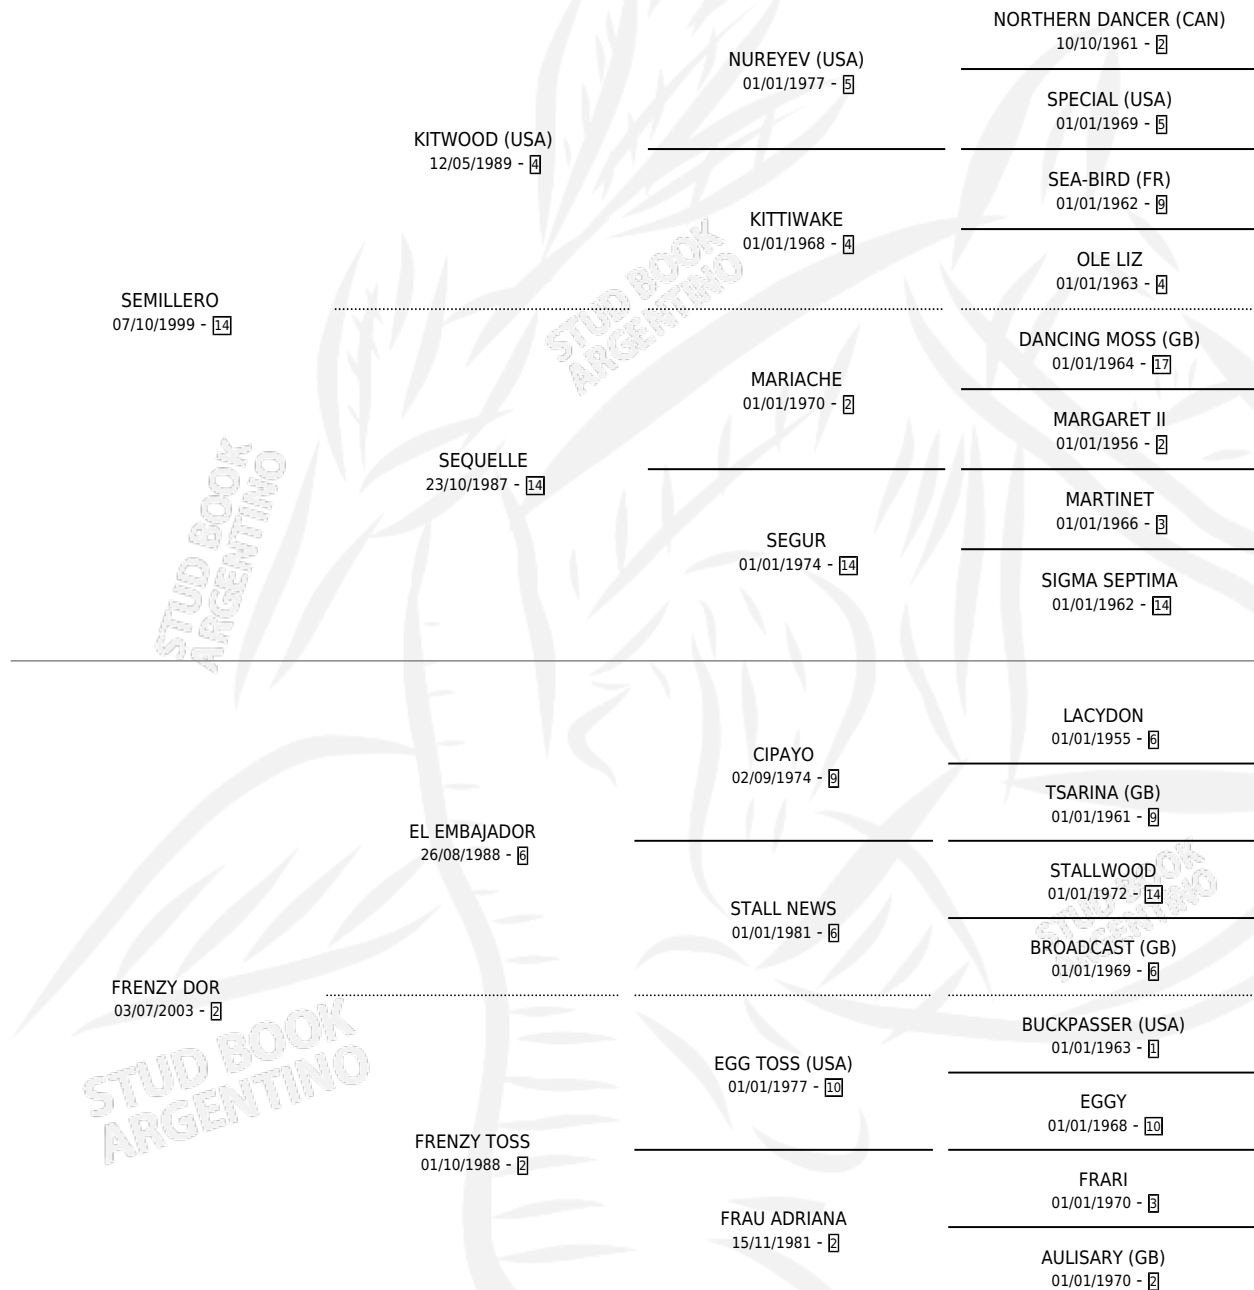 NORTHERN DANCER (CAN)
10/10/1961 - 2
NUREYEV (USA)
01/01/1977 - 5
SPECIAL (USA)
01/01/1969 - 5
KITWOOD (USA)
12/05/1989 - 4
SEA-BIRD (FR)
01/01/1962 - 9
KITTIWAKE
01/01/1968 - 4
OLE LIZ
01/01/1963 - 4
SEMILLERO
07/10/1999 - 14
STUD BOOK
ARGENTINO
DANCING MOSS (GB)
01/01/1964 - 17
MARIACHE
01/01/1970 - 2
MARGARET II
01/01/1956 - 2
SEQUELLE
23/10/1987 - 14
MARTINET
01/01/1966 - 3
SEGUR
01/01/1974 - 14
SIGMA SEPTIMA
01/01/1962 - 14
STUD BOOK
ARGENTINO
LACYDON
01/01/1955 - 6
CIPAYO
02/09/1974 - 9
TSARINA (GB)
01/01/1961 - 9
EL EMBAJADOR
26/08/1988 - 6
STALLWOOD
01/01/1972 - 14
STALL NEWS
01/01/1981 - 6
BROADCAST (GB)
01/01/1969 - 6
STUD BOOK
ARGENTINO
FRENZY DOR
03/07/2003 - 2
BUCKPASSER (USA)
01/01/1963 - 1
EGG TOSS (USA)
01/01/1977 - 10
EGGY
01/01/1968 - 10
STUD BOOK
ARGENTINO
FRENZY TOSS
01/10/1988 - 2
FRARI
01/01/1970 - 3
FRAU ADRIANA
15/11/1981 - 2
AULISARY (GB)
01/01/1970 - 2